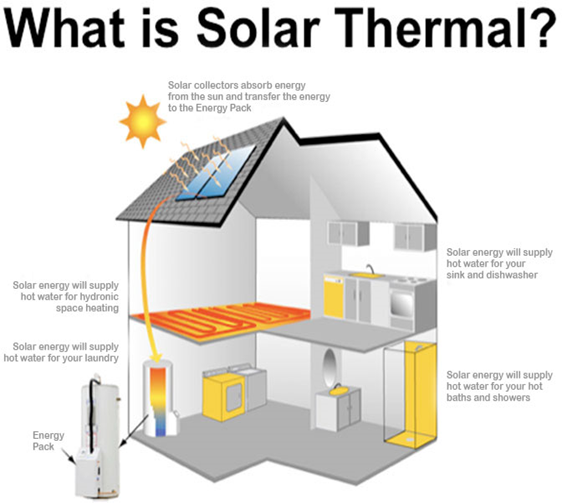 What is Solar Thermal?
Solar collectors absorb energy
from the sun and transfer the energy
to the Energy Pack
Solar energy will supply
hot water for your
sink and dishwasher
Solar energy will supply
hot water for hydronic
space heating
Solar energy will supply
hot water for your laundry
Solar energy will supply
hot water for your hot
baths and showers
Energy
Pack